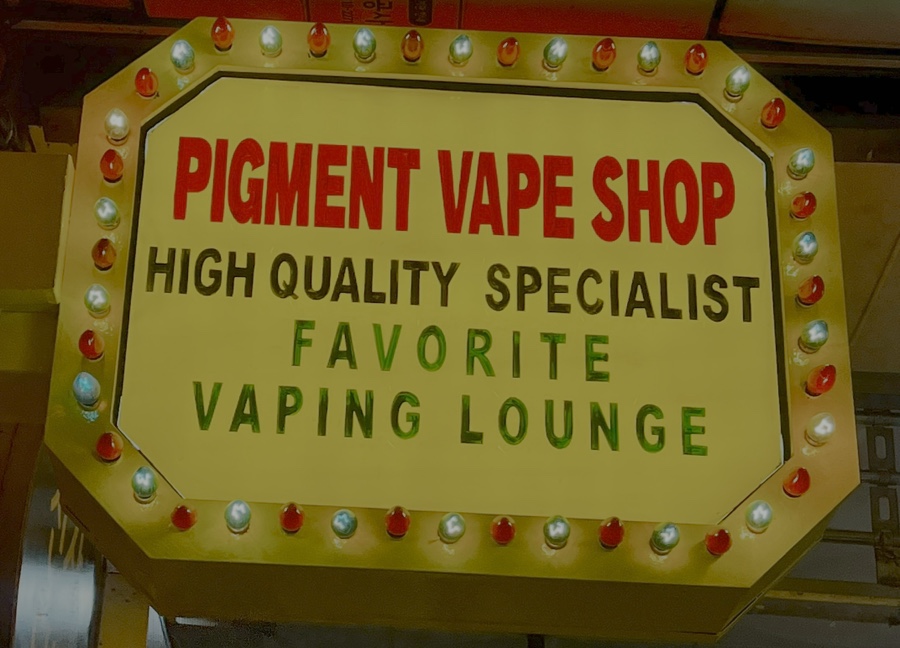 PIGMENT VAPE SHOP
HIGH QUALITY SPECIALIST
FAVORITE
VAPING LOUNGE